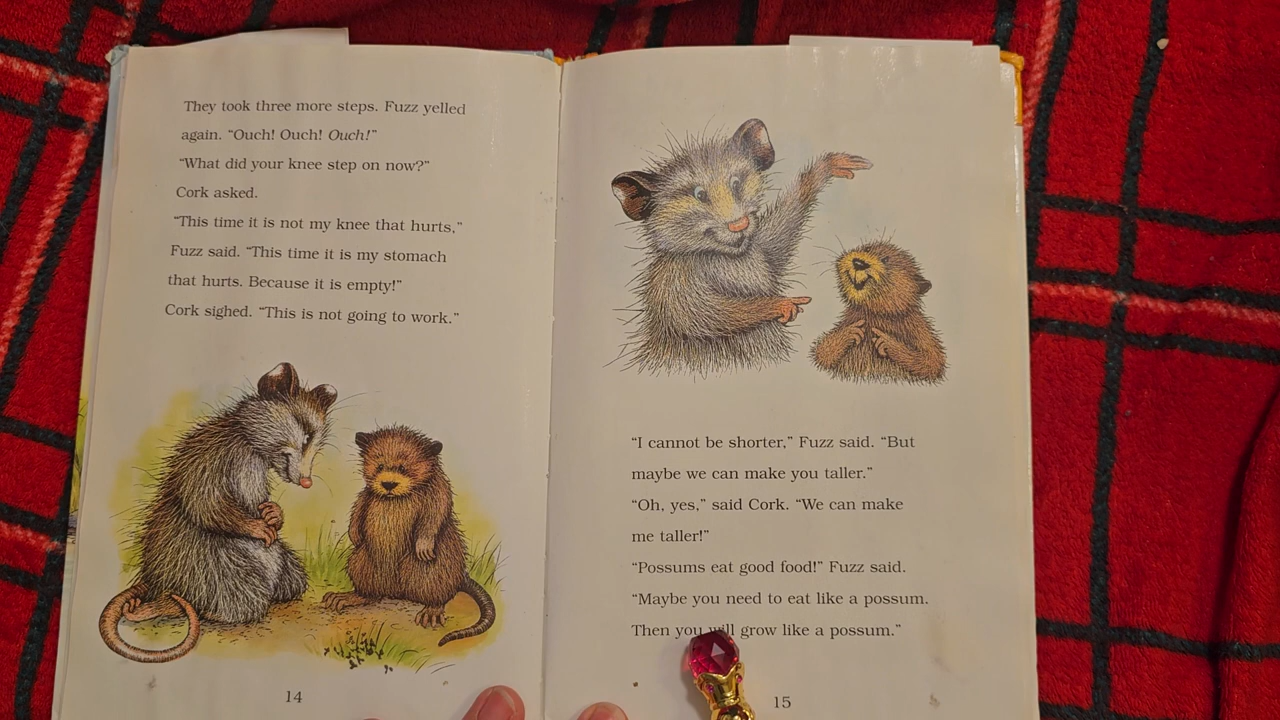 They took three more steps. Fuzz yelled
again. “Ouch! Ouch! Ouch!”
“What did your knee step on now?”
Cork asked.
“This time it is not my knee that hurts,”
Fuzz said. “This time it is my stomach
that hurts. Because it is empty!”
Cork sighed. “This is not going to work.”
14
“I cannot be shorter,” Fuzz said. “But
maybe we can make you taller.”
“Oh, yes,” said Cork. “We can make
me taller!”
“Possums eat good food!” Fuzz said.
“Maybe you need to eat like a possum.
Then you will grow like a possum.”
15